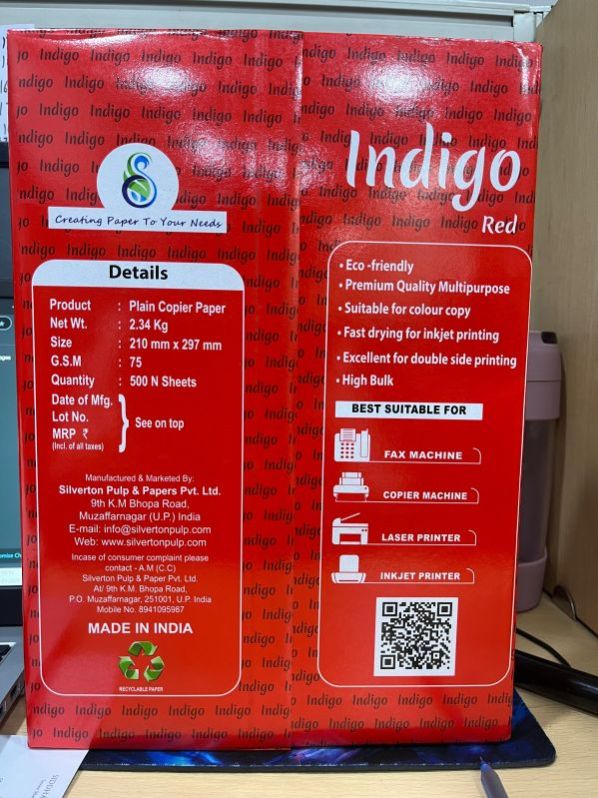 Creating Paper To Your Needs
Details
Product : Plain Copier Paper
Net Wt. : 2.34 Kg
Size : 210 mm x 297 mm
G.S.M : 75
Quantity : 500 N Sheets
Date of Mfg.
Lot No.
MRP ₹
(Incl. of all taxes)
} See on top
Manufactured & Marketed By:
Silverton Pulp & Papers Pvt. Ltd.
9th K.M Bhopa Road,
Muzaffarnagar (U.P.) India
E-mail: info@silvertonpulp.com
Web: www.silvertonpulp.com
Incase of consumer complaint please
contact - A.M (C.C)
Silverton Pulp & Paper Pvt. Ltd.
At/ 9th K.M. Bhopa Road,
P.O. Muzaffarnagar, 251001, U.P. India
Mobile No. 8941095967
MADE IN INDIA
RECYCLABLE PAPER
Indigo
Red
• Eco -friendly
• Premium Quality Multipurpose
• Suitable for colour copy
• Fast drying for inkjet printing
• Excellent for double side printing
• High Bulk
BEST SUITABLE FOR
FAX MACHINE
COPIER MACHINE
LASER PRINTER
INKJET PRINTER